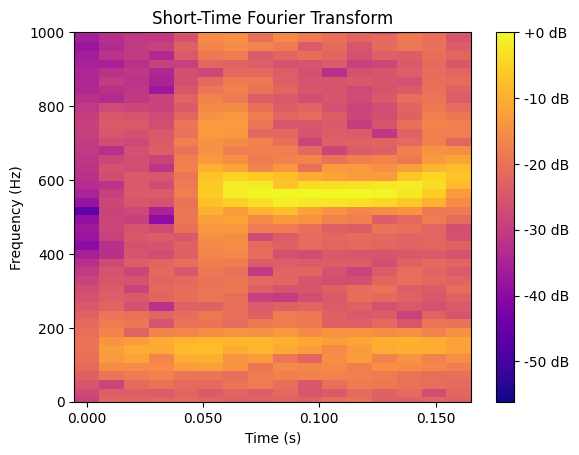 Short-Time Fourier Transform
1000
800
600
400
200
0
Frequency (Hz)
0.000
0.050
0.100
0.150
Time (s)
+0 dB
-10 dB
-20 dB
-30 dB
-40 dB
-50 dB